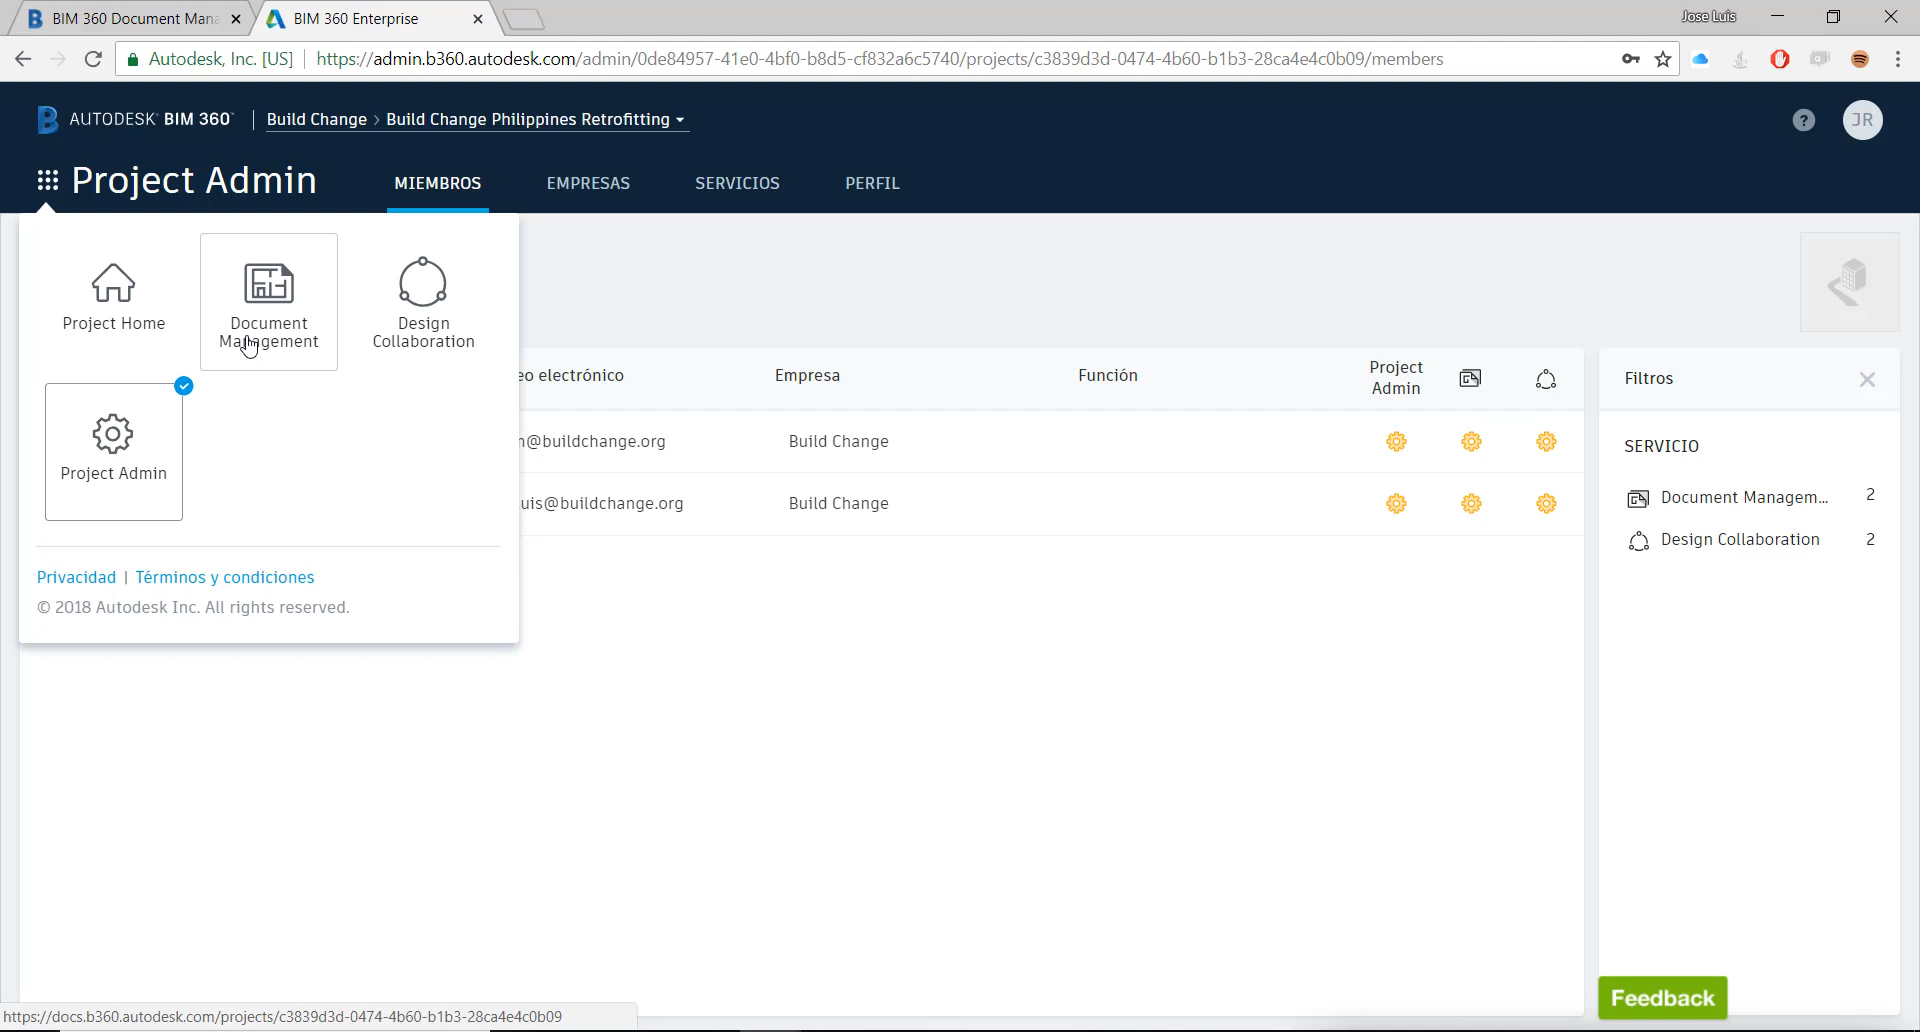 BIM 360 Document Mana
BIM 360 Enterprise
Jose Luis
Autodesk, Inc. [US]
https://admin.b360.autodesk.com/admin/0de84957-41e0-4bf0-b8d5-cf832a6c5740/projects/c3839d3d-0474-4b60-b1b3-28ca4e4c0b09/members
AUTODESK BIM 360
Build Change > Build Change Philippines Retrofitting
?
JR
Project Admin
MIEMBROS
EMPRESAS
SERVICIOS
PERFIL
Project Home
Document
Management
Design
Collaboration
Project Admin
Privacidad | Términos y condiciones
© 2018 Autodesk Inc. All rights reserved.
eo electrónico
Empresa
Función
Project
Admin
n@buildchange.org
Build Change
uis@buildchange.org
Build Change
Filtros
SERVICIO
Document Managem... 2
Design Collaboration 2
Feedback
https://docs.b360.autodesk.com/projects/c3839d3d-0474-4b60-b1b3-28ca4e4c0b09